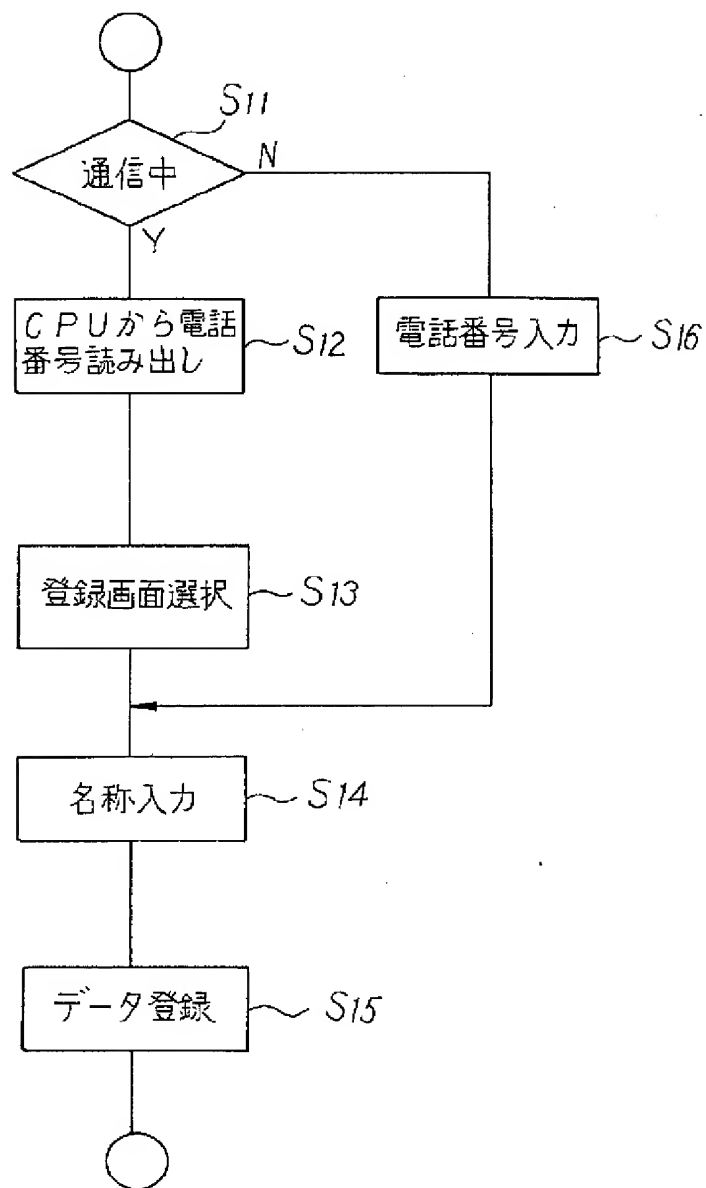 S11
通信中
N
Y
CPUから電話
番号読み出し
S12
電話番号入力
S16
登録画面選択
S13
名称入力
S14
データ登録
S15